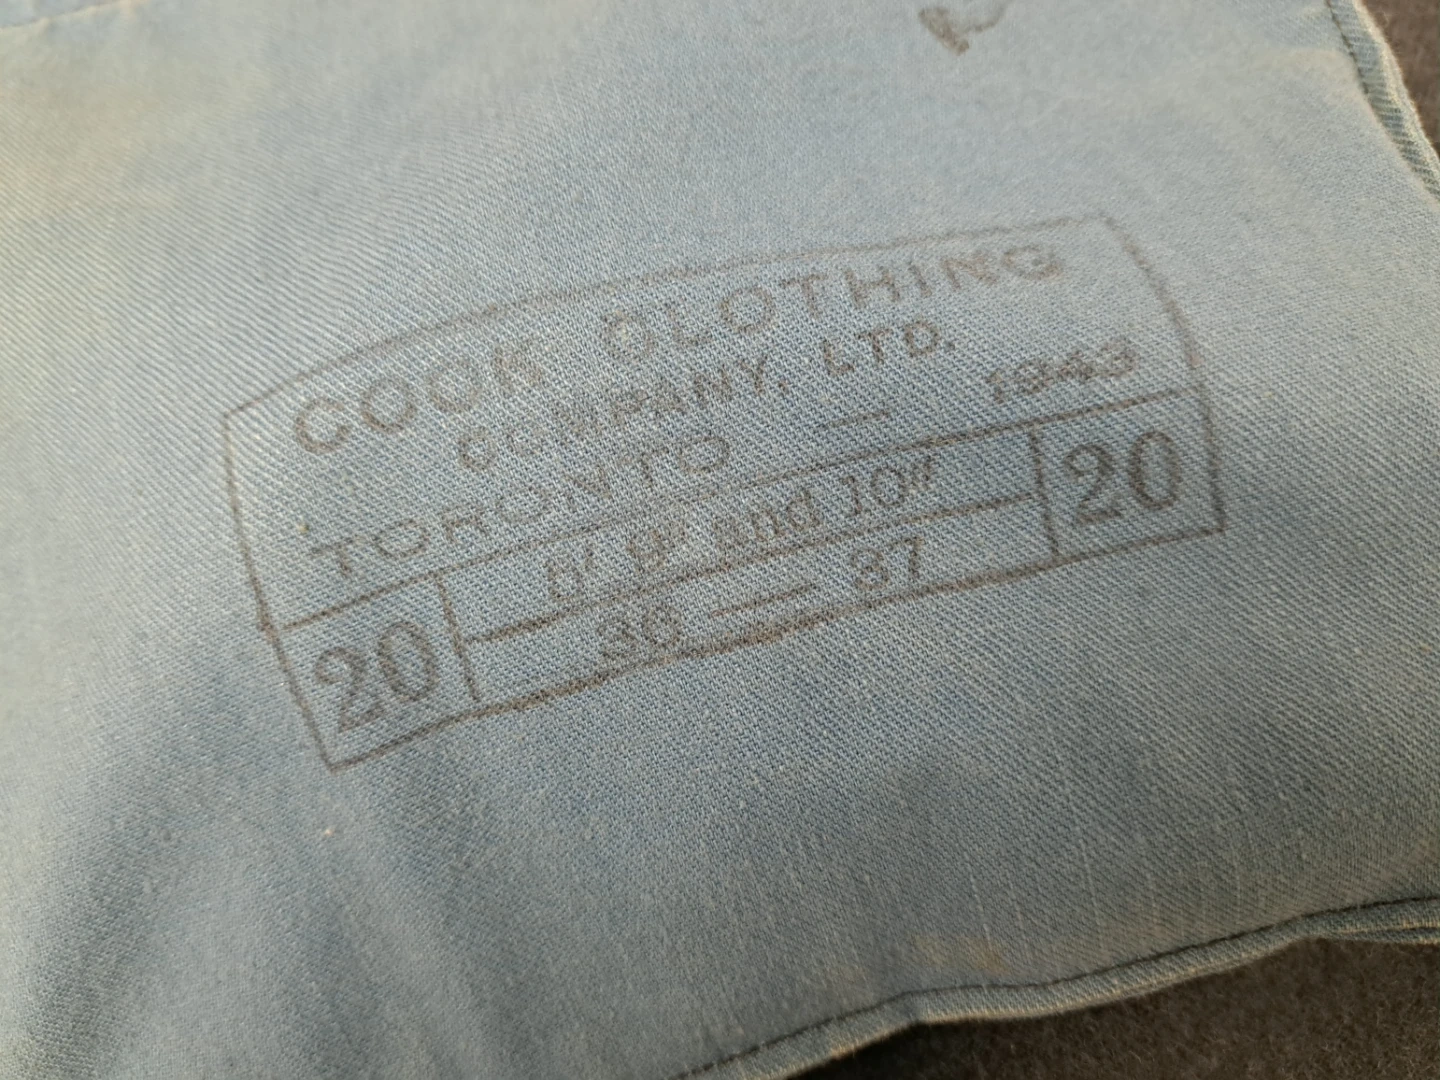 COOK CLOTHING
COMPANY, LTD.
TORONTO — 1943
20 5' 9" and 10" 20
36 — 37